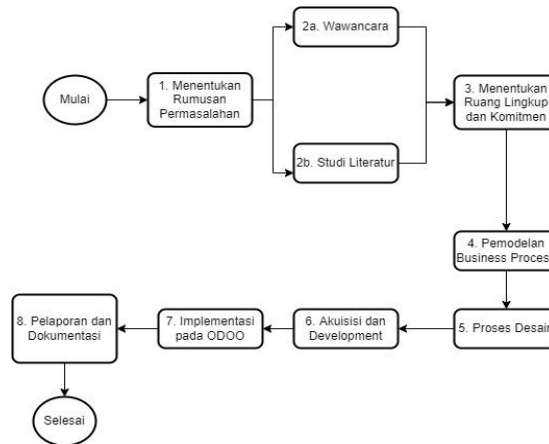 2a. Wawancara
Mulai
1. Menentukan
Rumusan
Permasalahan
3. Menentukan
Ruang Lingkup
dan Komitmen
2b. Studi Literatur
4. Pemodelan
Business Proces
8. Pelaporan dan
Dokumentasi
7. Implementasi
pada ODOO
6. Akuisisi dan
Development
5. Proses Desain
Selesai